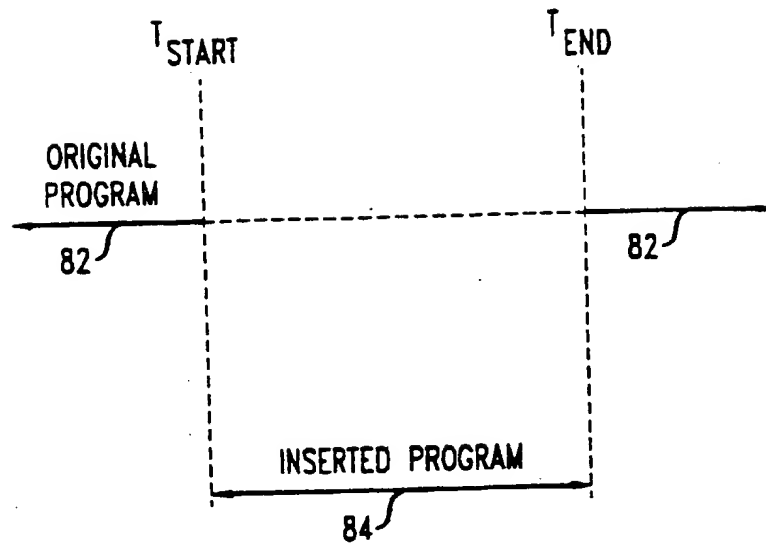 T START
T END
ORIGINAL
PROGRAM
82
82
INSERTED PROGRAM
84